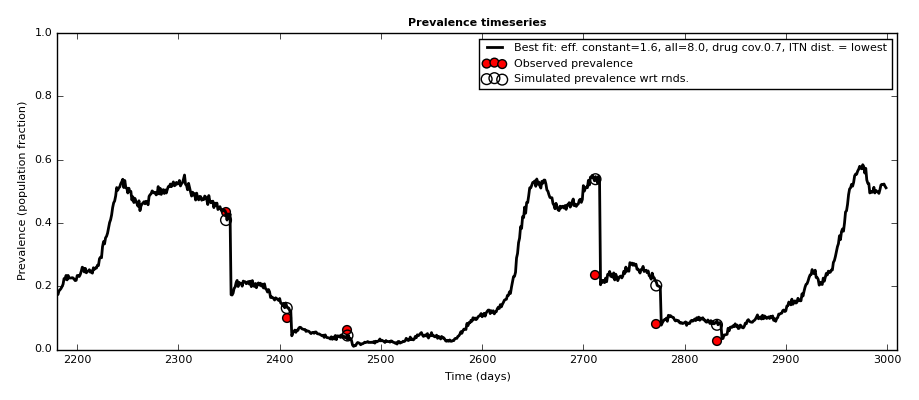 Prevalence timeseries
Best fit: eff. constant=1.6, all=8.0, drug cov.0.7, ITN dist. = lowest
Observed prevalence
Simulated prevalence wrt rnds.
Prevalence (population fraction)
1.0
0.8
0.6
0.4
0.2
0.0
2200 2300 2400 2500 2600 2700 2800 2900 3000
Time (days)